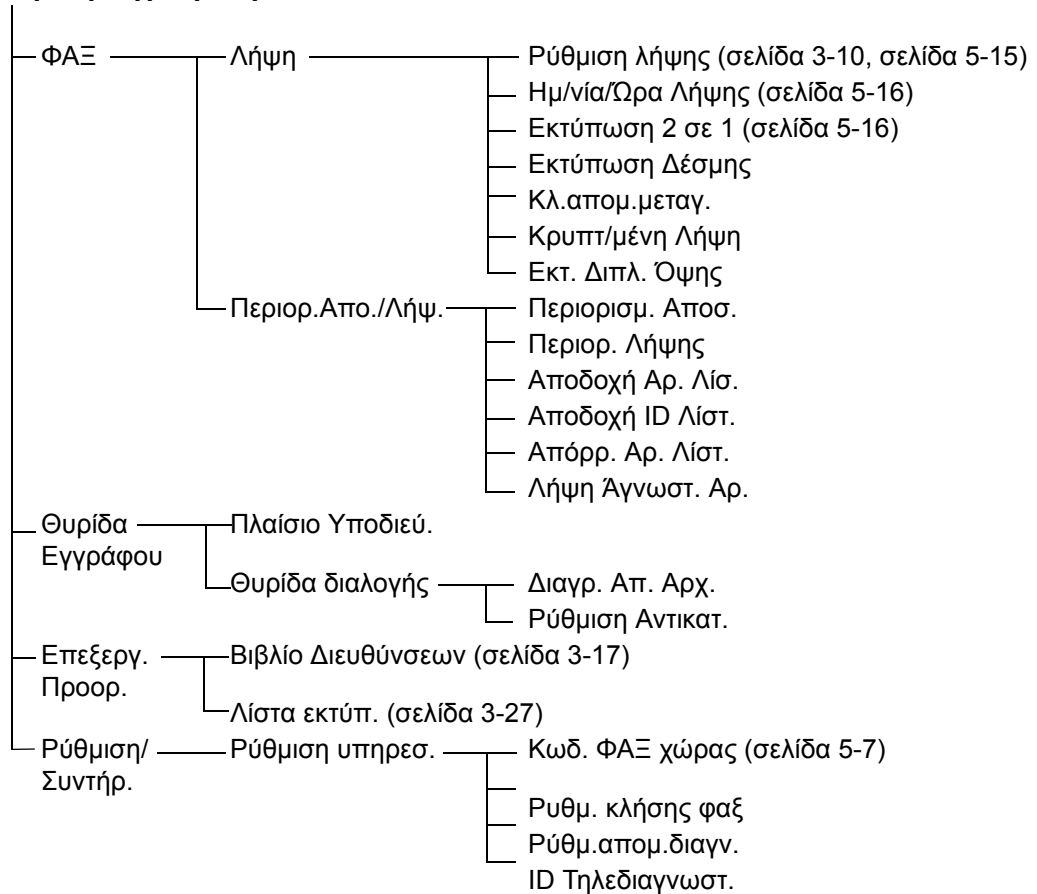 ΦΑΞ
Λήψη
Ρύθμιση λήψης (σελίδα 3-10, σελίδα 5-15)
Ημ/νία/Ώρα Λήψης (σελίδα 5-16)
Εκτύπωση 2 σε 1 (σελίδα 5-16)
Εκτύπωση Δέσμης
Κλ.απομ.μεταγ.
Κρυπτ/μένη Λήψη
Εκτ. Διπλ. Όψης
Περιορ.Απο./Λήψ.
Περιορισμ. Αποσ.
Περιορ. Λήψης
Αποδοχή Αρ. Λίσ.
Αποδοχή ID Λίστ.
Απόρρ. Αρ. Λίστ.
Λήψη Άγνωστ. Αρ.
Θυρίδα
Εγγράφου
Πλαίσιο Υποδιεύ.
Θυρίδα διαλογής
Διαγρ. Απ. Αρχ.
Ρύθμιση Αντικατ.
Επεξεργ.
Προορ.
Βιβλίο Διευθύνσεων (σελίδα 3-17)
Λίστα εκτύπ. (σελίδα 3-27)
Ρύθμιση/
Συντήρ.
Ρύθμιση υπηρεσ.
Κωδ. ΦΑΞ χώρας (σελίδα 5-7)
Ρυθμ. κλήσης φαξ
Ρύθμ.απομ.διαγν.
ID Τηλεδιαγνωστ.